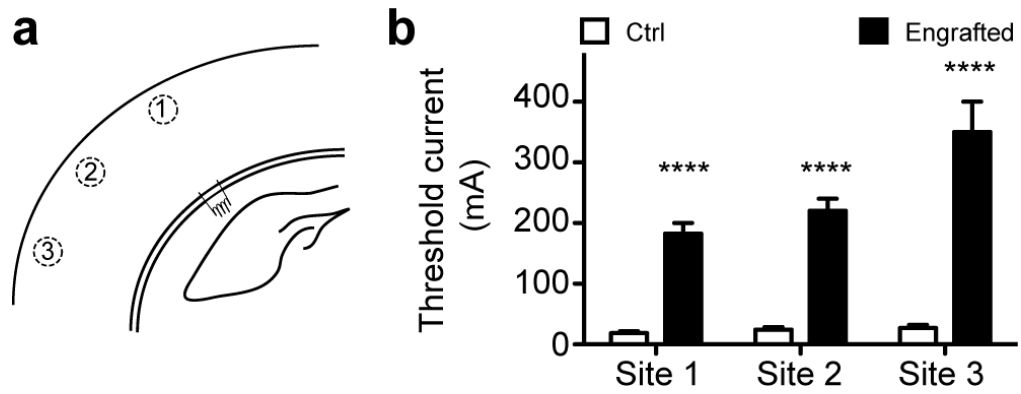 a
1
2
3
b
Ctrl
Engrafted
Threshold current
(mA)
400
300
200
100
0
****
****
****
Site 1
Site 2
Site 3